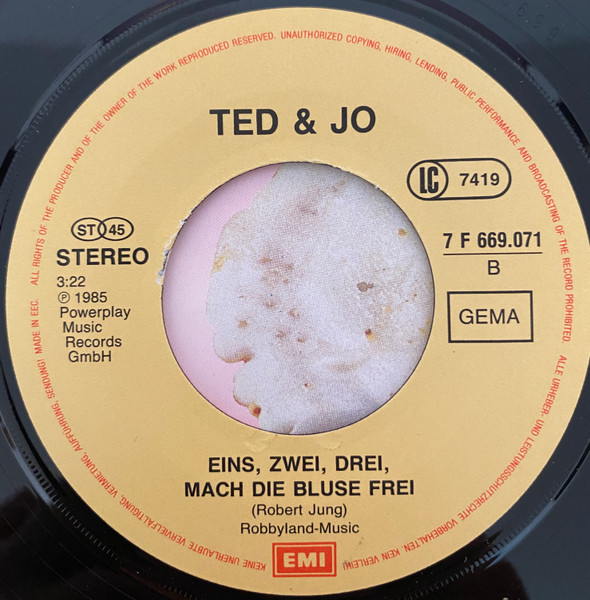 TED & JO
LC 7419
ST 45
STEREO
3:22
℗ 1985
Powerplay
Music
Records
GmbH
7 F 669.071
B
GEMA
EINS, ZWEI, DREI,
MACH DIE BLUSE FREI
(Robert Jung)
Robbyland-Music
EMI
ALL RIGHTS OF THE PRODUCER AND OF THE OWNER OF THE WORK REPRODUCED RESERVED. UNAUTHORIZED COPYING, HIRING, LENDING, PUBLIC PERFORMANCE AND BROADCASTING OF THE RECORD PROHIBITED.
ALLE URHEBER- UND LEISTUNGSSCHUTZRECHTE VORBEHALTEN KEIN VERLEIH!
KEINE UNERLAUBTE VERVIELFÄLTIGUNG, VERMIETUNG, AUFFÜHRUNG, SENDUNG! MADE IN EEC.